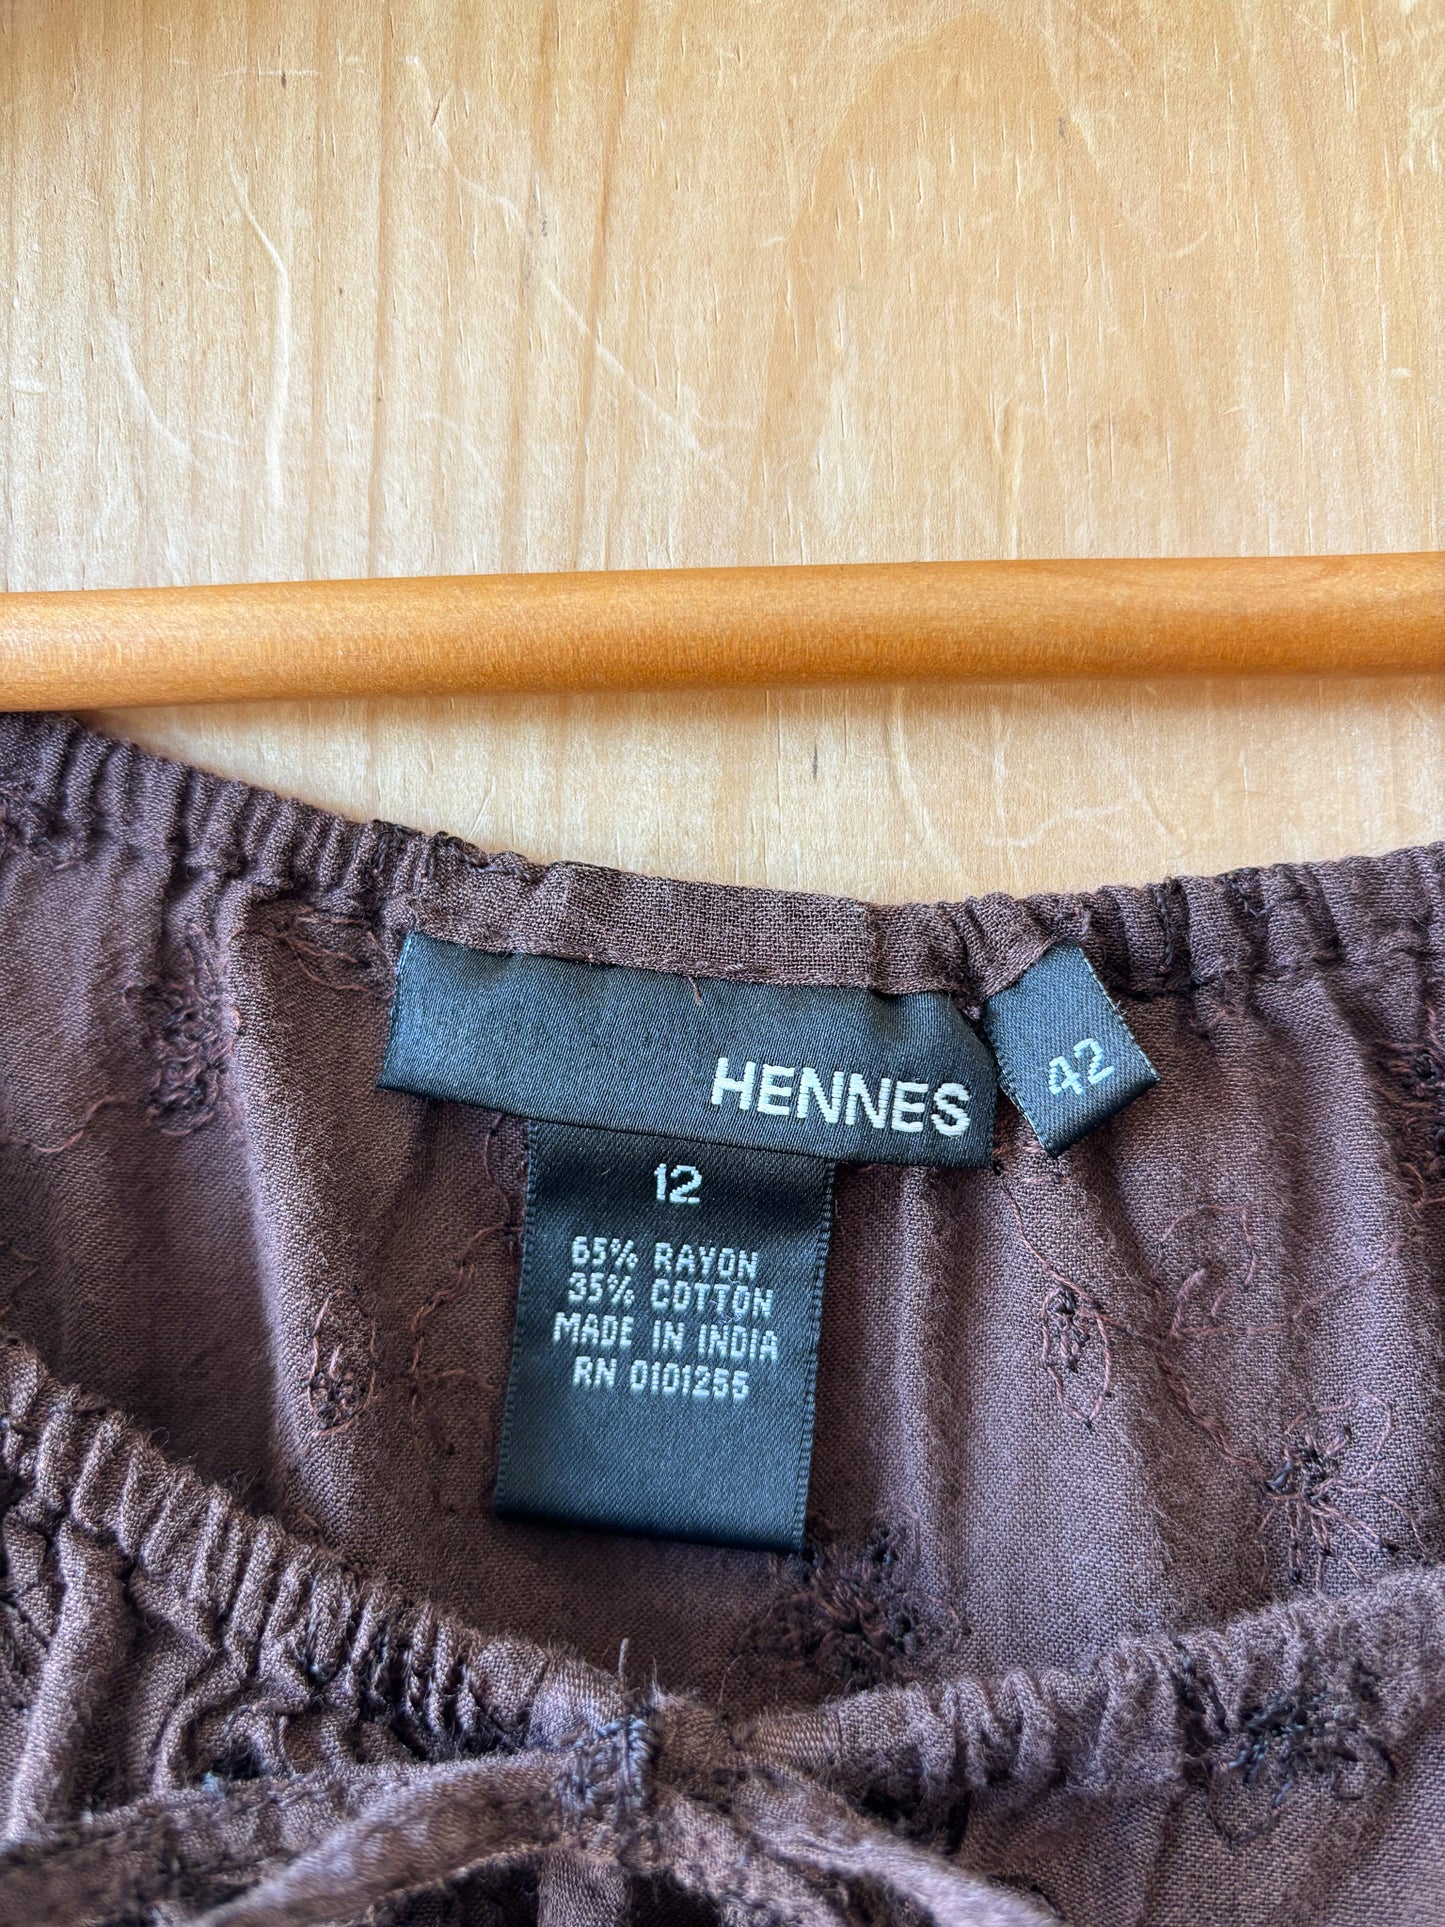 HENNES
42
12
65% RAYON
35% COTTON
MADE IN INDIA
RN 0101255